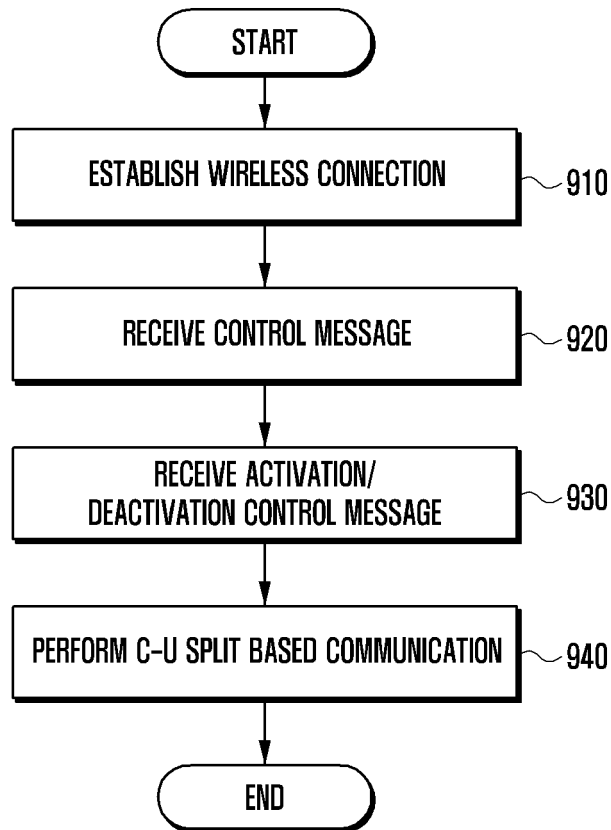 START
ESTABLISH WIRELESS CONNECTION
910
RECEIVE CONTROL MESSAGE
920
RECEIVE ACTIVATION/
DEACTIVATION CONTROL MESSAGE
930
PERFORM C-U SPLIT BASED COMMUNICATION
940
END